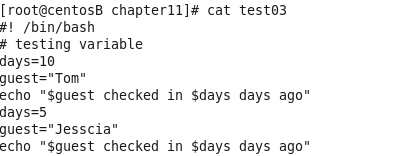 [root@centosB chapter11]# cat test03
#! /bin/bash
# testing variable
days=10
guest="Tom"
echo "$guest checked in $days days ago"
days=5
guest="Jesscia"
echo "$guest checked in $days days ago"